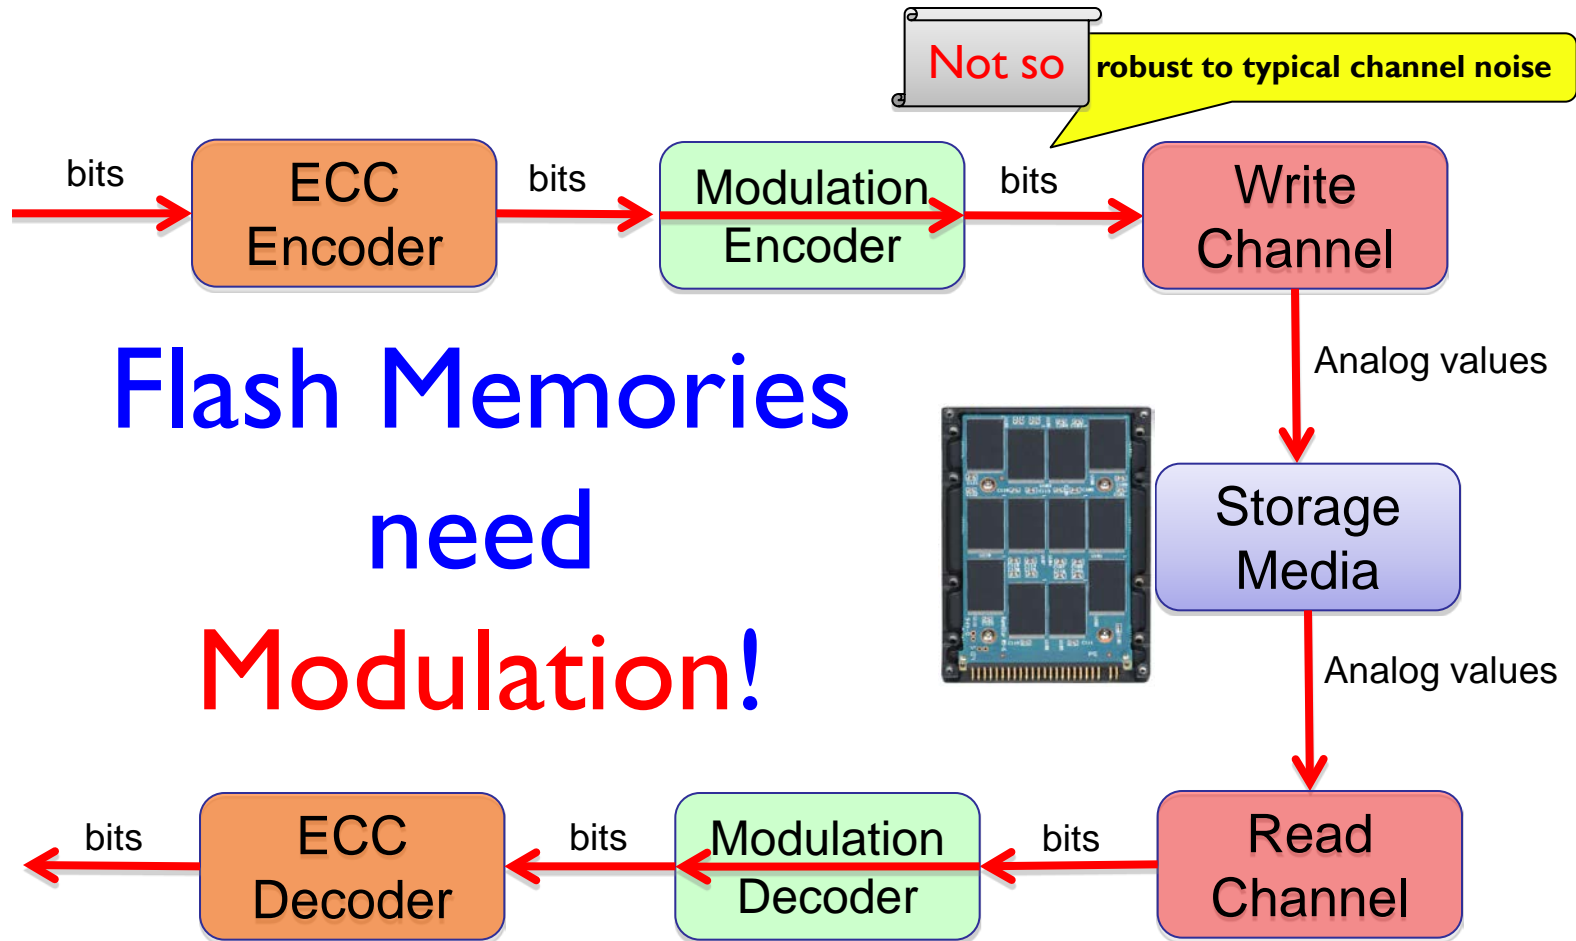 Not so robust to typical channel noise
bits
ECC
Encoder
bits
Modulation
Encoder
bits
Write
Channel
Analog values
Flash Memories
need
Modulation!
Storage
Media
Analog values
bits
ECC
Decoder
bits
Modulation
Decoder
bits
Read
Channel